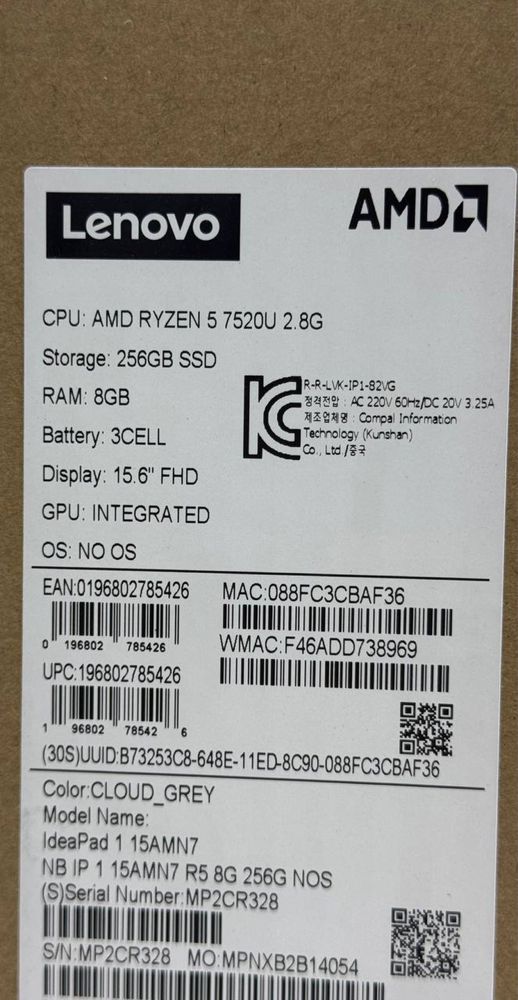 Lenovo
AMD
CPU: AMD RYZEN 5 7520U 2.8G
Storage: 256GB SSD
RAM: 8GB
Battery: 3CELL
Display: 15.6" FHD
GPU: INTEGRATED
OS: NO OS
R-R-LVK-IP1-82VG
정격전압 : AC 220V 60Hz/DC 20V 3.25A
제조업체명 : Compal Information
Technology (Kunshan)
Co., Ltd /중국
EAN:0196802785426
0 196802 785426
UPC:196802785426
1 96802 78542 6
MAC:088FC3CBAF36
WMAC:F46ADD738969
(30S)UUID:B73253C8-648E-11ED-8C90-088FC3CBAF36
Color:CLOUD_GREY
Model Name:
IdeaPad 1 15AMN7
NB IP 1 15AMN7 R5 8G 256G NOS
(S)Serial Number:MP2CR328
S/N:MP2CR328 MO:MPNXB2B14054